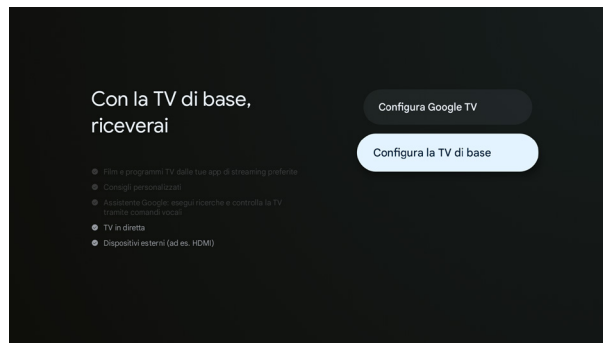 Con la TV di base,
riceverai
Film e programmi TV dalle tue app di streaming preferite
Consigli personalizzati
Assistente Google: esegui ricerche e controlla la TV
tramite comandi vocali
TV in diretta
Dispositivi esterni (ad es. HDMI)
Configura Google TV
Configura la TV di base